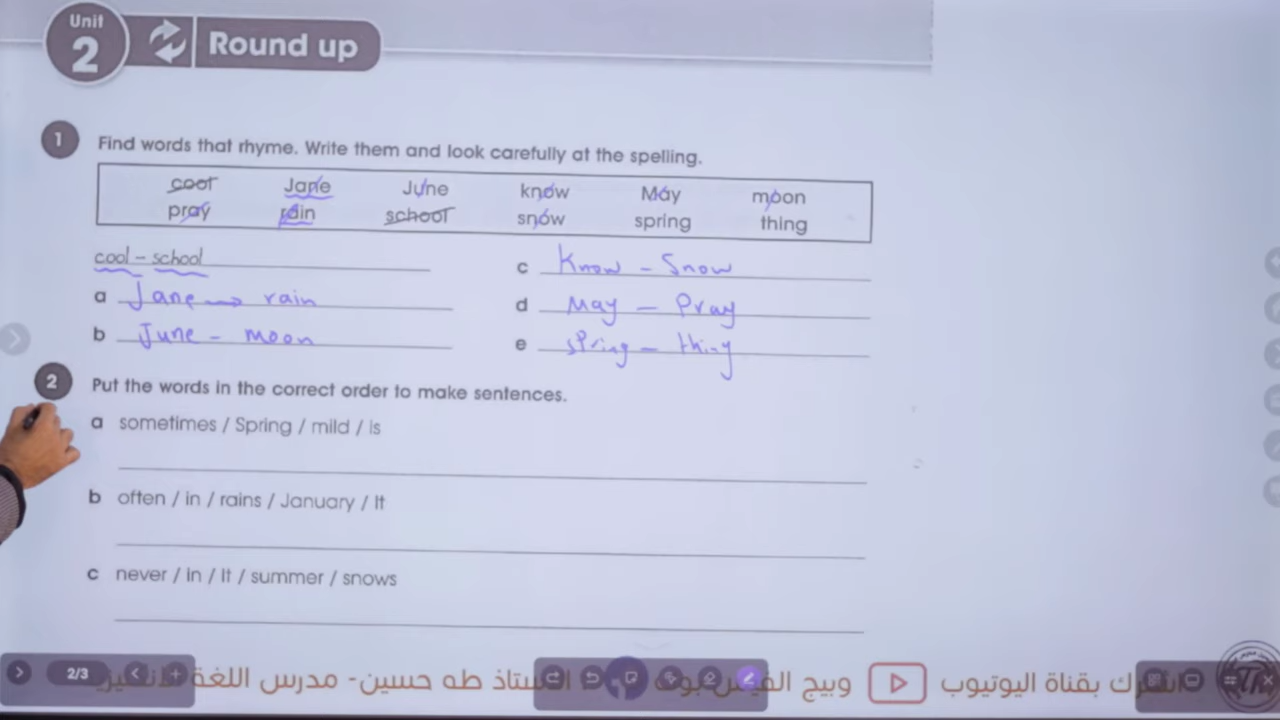 Unit
2
Round up
1 Find words that rhyme. Write them and look carefully at the spelling.
cool Jane June know May moon
pray rain school snow spring thing
cool – school
a Jane → rain
b June - moon
c Know – Snow
d May – Pray
e spring – thing
2 Put the words in the correct order to make sentences.
a sometimes / Spring / mild / is
b often / in / rains / January / It
c never / in / It / summer / snows
2/3
اشترك بقناة اليوتيوب وبيج الفيس بوك الاستاذ طه حسين- مدرس اللغة الانكليزية